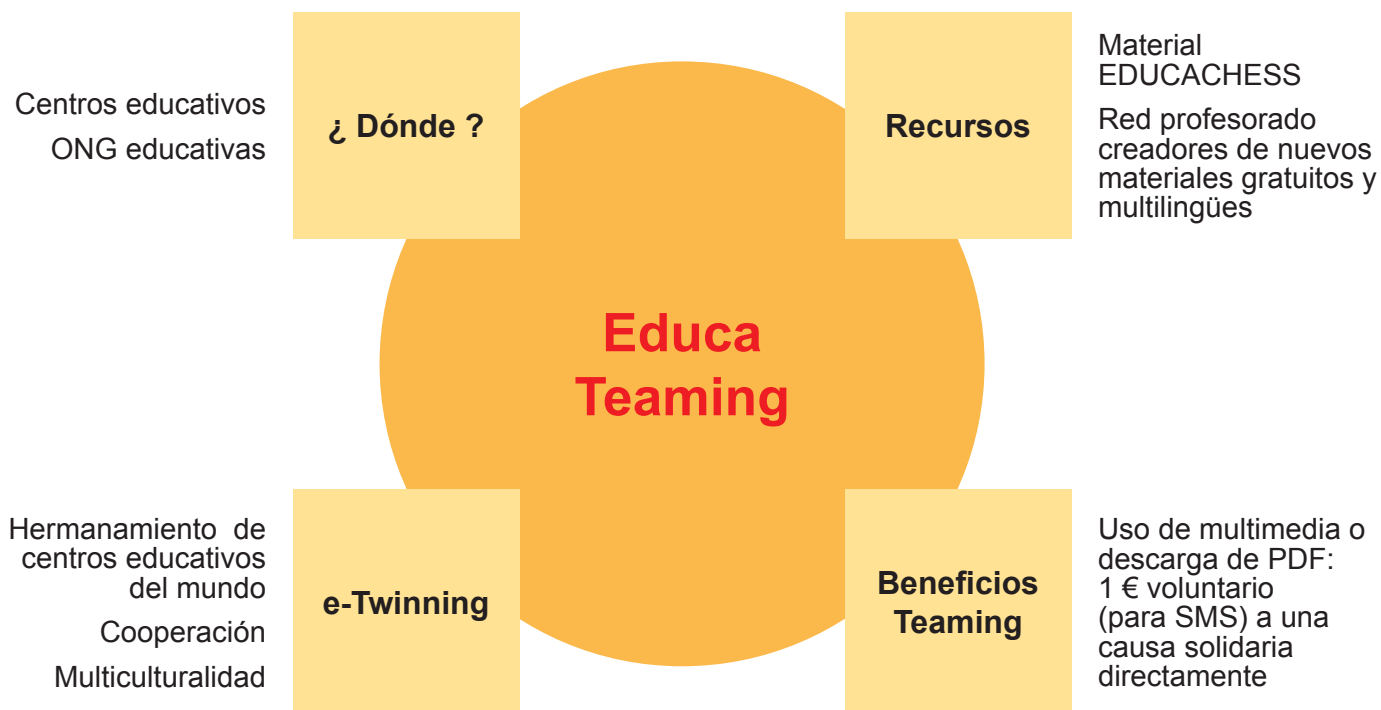 Centros educativos
ONG educativas
¿ Dónde ?
Recursos
Material
EDUCACHESS
Red profesorado
creadores de nuevos
materiales gratuitos y
multilingües
Educa
Teaming
Hermanamiento de
centros educativos
del mundo
Cooperación
Multiculturalidad
e-Twinning
Beneficios
Teaming
Uso de multimedia o
descarga de PDF:
1 € voluntario
(para SMS) a una
causa solidaria
directamente